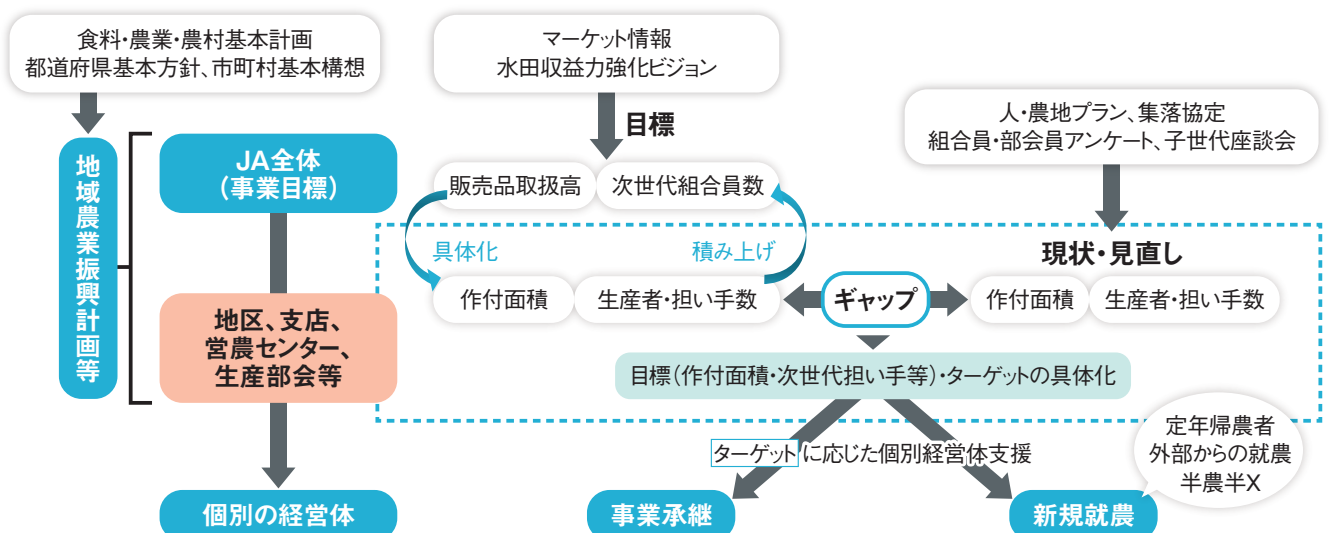 食料・農業・農村基本計画
都道府県基本方針、市町村基本構想
マーケット情報
水田収益力強化ビジョン
人・農地プラン、集落協定
組合員・部会員アンケート、子世代座談会
地域農業振興計画等
JA全体
(事業目標)
目標
販売品取扱高
次世代組合員数
具体化
積み上げ
現状・見直し
作付面積
生産者・担い手数
ギャップ
作付面積
生産者・担い手数
地区、支店、
営農センター、
生産部会等
目標(作付面積・次世代担い手等)・ターゲットの具体化
ターゲットに応じた個別経営体支援
定年帰農者
外部からの就農
半農半X
個別の経営体
事業承継
新規就農